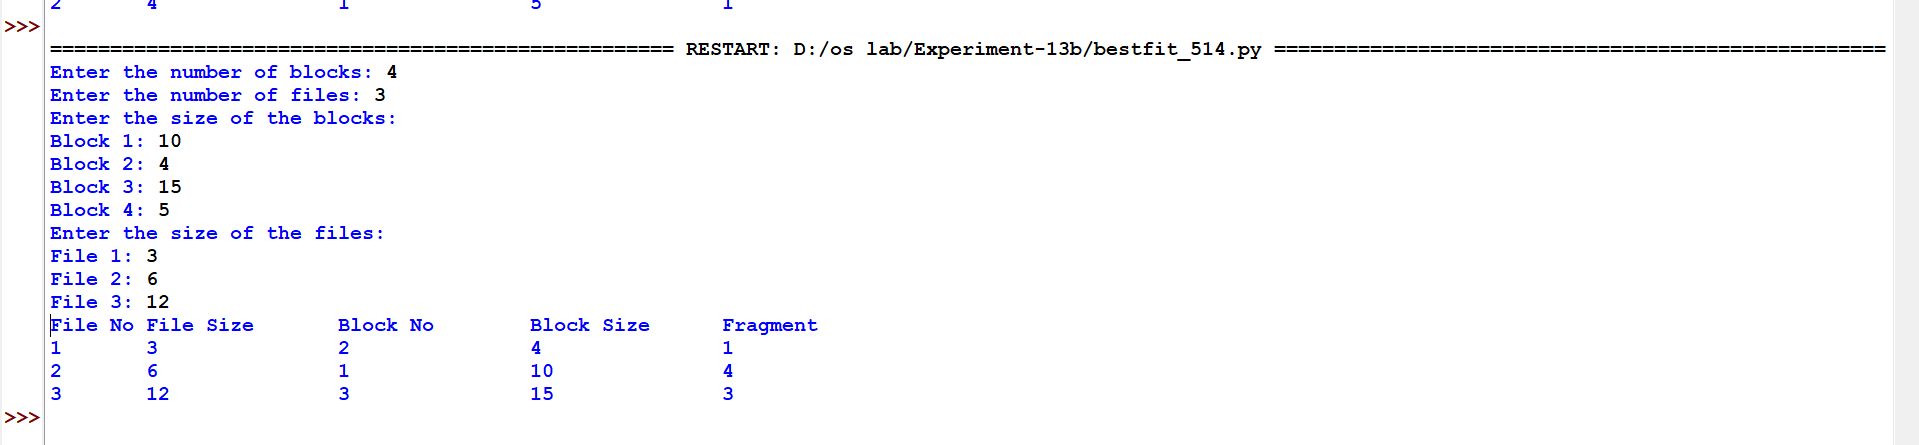 2 4 1 5 1
>>>
==================================================== RESTART: D:/os lab/Experiment-13b/bestfit_514.py ===================================================
Enter the number of blocks: 4
Enter the number of files: 3
Enter the size of the blocks:
Block 1: 10
Block 2: 4
Block 3: 15
Block 4: 5
Enter the size of the files:
File 1: 3
File 2: 6
File 3: 12
File No File Size Block No Block Size Fragment
1 3 2 4 1
2 6 1 10 4
3 12 3 15 3
>>>